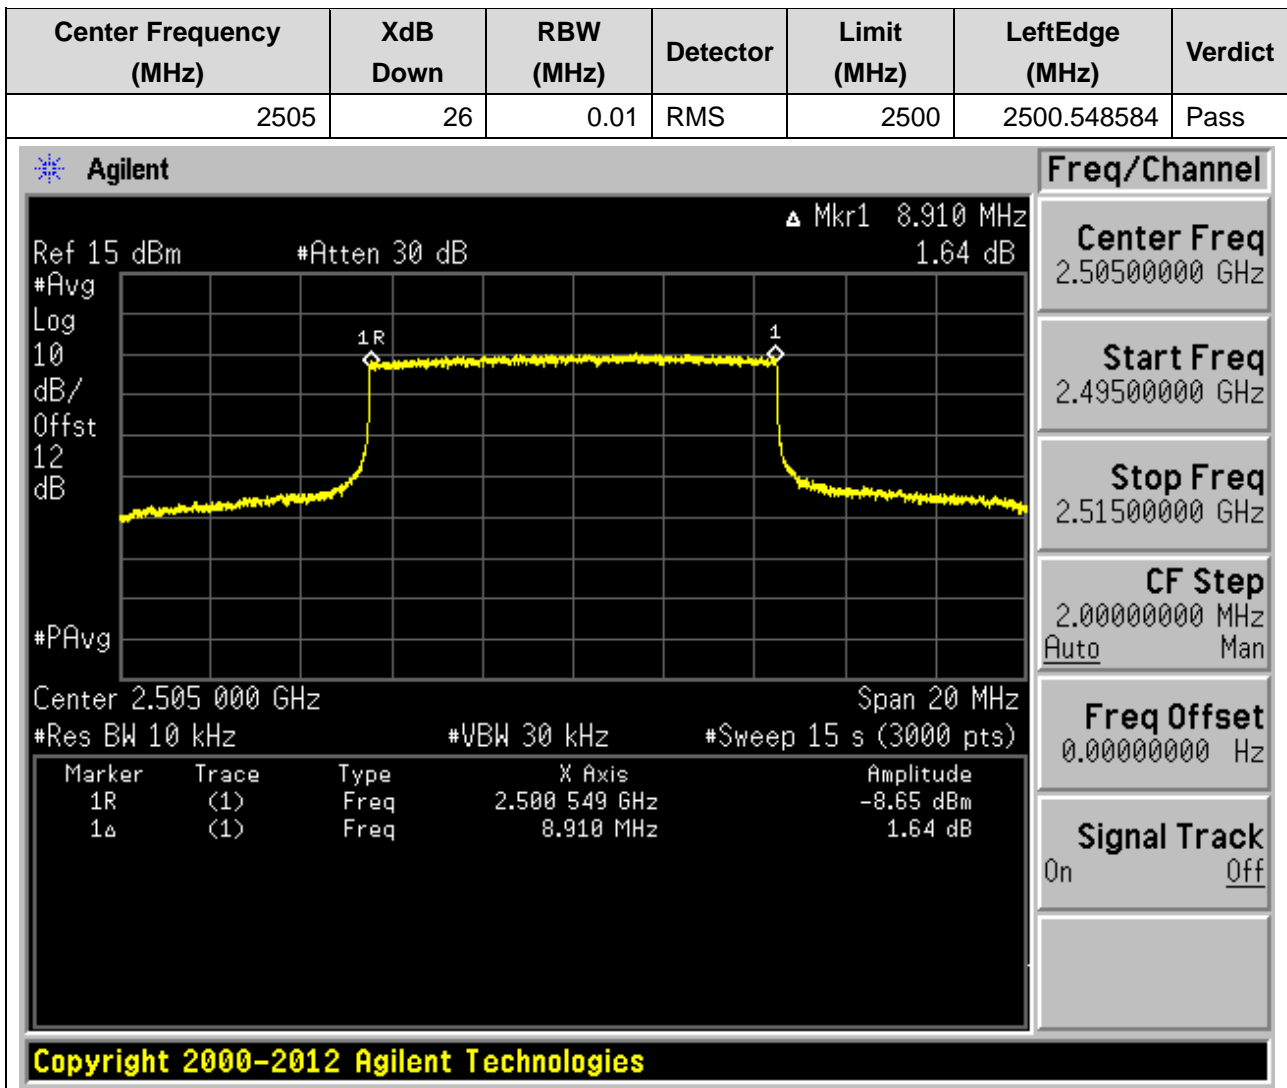 Center Frequency (MHz) XdB Down RBW (MHz) Detector Limit (MHz) LeftEdge (MHz) Verdict
2505 26 0.01 RMS 2500 2500.548584 Pass
Agilent
Freq/Channel
Δ Mkr1 8.910 MHz
Ref 15 dBm #Atten 30 dB 1.64 dB
#Avg
Log
10
dB/
Offst
12
dB
#PAvg
1R
1
Center 2.505 000 GHz Span 20 MHz
#Res BW 10 kHz #VBW 30 kHz #Sweep 15 s (3000 pts)
Marker Trace Type X Axis Amplitude
1R (1) Freq 2.500 549 GHz -8.65 dBm
1Δ (1) Freq 8.910 MHz 1.64 dB
Center Freq
2.50500000 GHz
Start Freq
2.49500000 GHz
Stop Freq
2.51500000 GHz
CF Step
2.00000000 MHz
Auto Man
Freq Offset
0.00000000 Hz
Signal Track
On Off
Copyright 2000-2012 Agilent Technologies